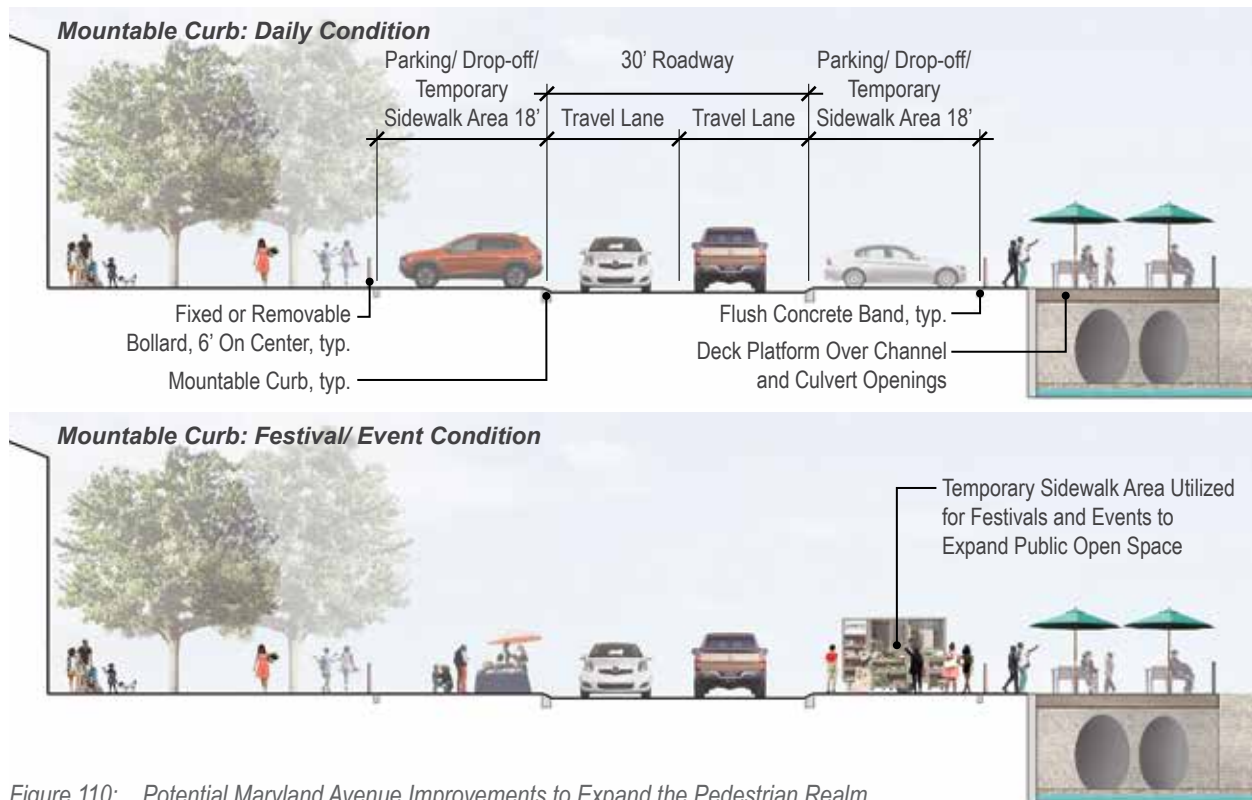 Mountable Curb: Daily Condition
Parking/ Drop-off/
Temporary
Sidewalk Area 18’
30’ Roadway
Travel Lane
Travel Lane
Parking/ Drop-off/
Temporary
Sidewalk Area 18’
Fixed or Removable
Bollard, 6’ On Center, typ.
Mountable Curb, typ.
Flush Concrete Band, typ.
Deck Platform Over Channel
and Culvert Openings
Mountable Curb: Festival/ Event Condition
Temporary Sidewalk Area Utilized
for Festivals and Events to
Expand Public Open Space
Figure 110: Potential Maryland Avenue Improvements to Expand the Pedestrian Realm